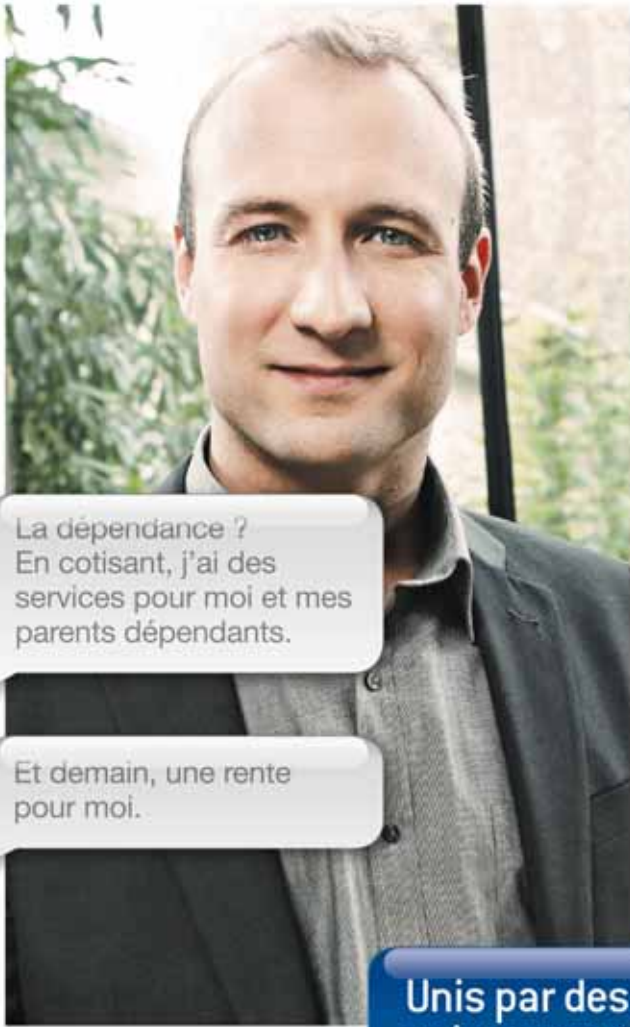 La dépendance ?
En cotisant, j'ai des
services pour moi et mes
parents dépendants.
Et demain, une rente
pour moi.
Unis par des